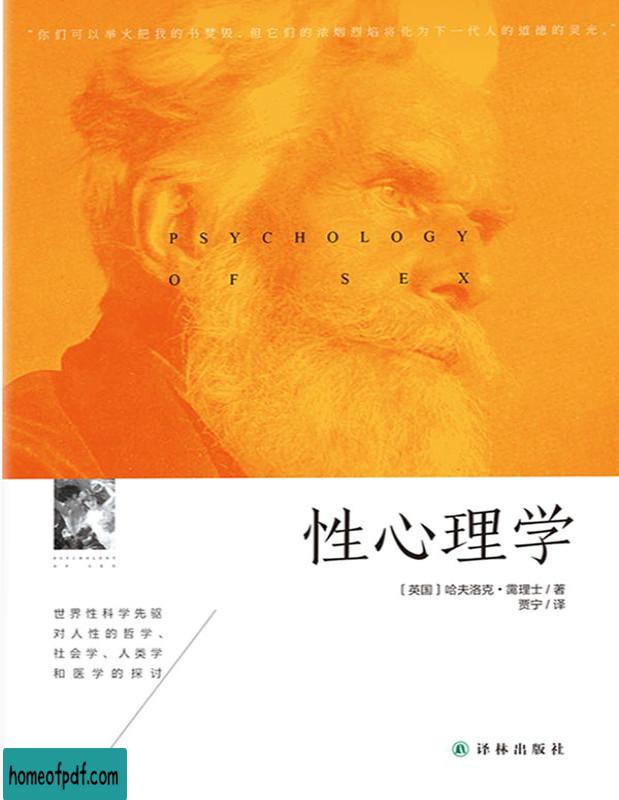 “你们可以举火把我的书焚毁，但它们的浓烟烈焰将化为下一代人的道德的灵光。”
PSYCHOLOGY
OF SEX
性心理学
［英国］哈夫洛克·霭理士／著
贾宁／译
世界性科学先驱
对人性的哲学、
社会学、人类学
和医学的探讨
译林出版社
homeofpdf.com